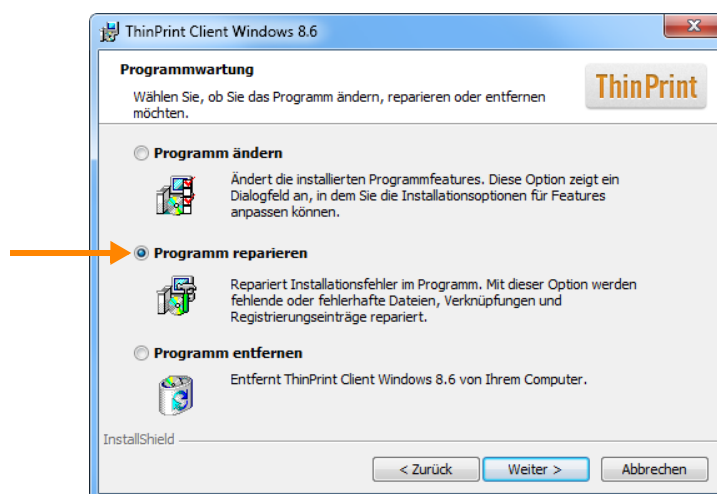 ThinPrint Client Windows 8.6
Programmwartung
Wählen Sie, ob Sie das Programm ändern, reparieren oder entfernen
möchten.
ThinPrint
Programm ändern
Ändert die installierten Programmfeatures. Diese Option zeigt ein
Dialogfeld an, in dem Sie die Installationsoptionen für Features
anpassen können.
Programm reparieren
Repariert Installationsfehler im Programm. Mit dieser Option werden
fehlende oder fehlerhafte Dateien, Verknüpfungen und
Registrierungseinträge repariert.
Programm entfernen
Entfernt ThinPrint Client Windows 8.6 von Ihrem Computer.
InstallShield
< Zurück Weiter > Abbrechen